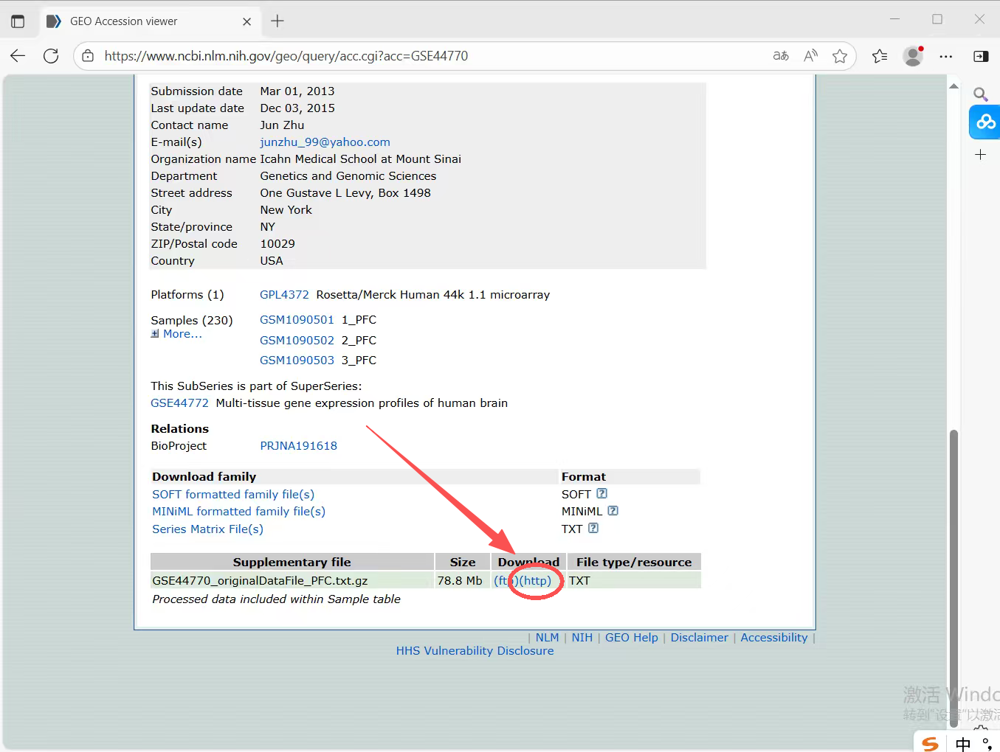 GEO Accession viewer
https://www.ncbi.nlm.nih.gov/geo/query/acc.cgi?acc=GSE44770
Submission date Mar 01, 2013
Last update date Dec 03, 2015
Contact name Jun Zhu
E-mail(s) junzhu_99@yahoo.com
Organization name Icahn Medical School at Mount Sinai
Department Genetics and Genomic Sciences
Street address One Gustave L Levy, Box 1498
City New York
State/province NY
ZIP/Postal code 10029
Country USA
Platforms (1) GPL4372 Rosetta/Merck Human 44k 1.1 microarray
Samples (230) GSM1090501 1_PFC
More...
GSM1090502 2_PFC
GSM1090503 3_PFC
This SubSeries is part of SuperSeries:
GSE44772 Multi-tissue gene expression profiles of human brain
Relations
BioProject PRJNA191618
Download family Format
SOFT formatted family file(s) SOFT ?
MINiML formatted family file(s) MINiML ?
Series Matrix File(s) TXT ?
Supplementary file Size Download File type/resource
GSE44770_originalDataFile_PFC.txt.gz 78.8 Mb (ftp)(http) TXT
Processed data included within Sample table
| NLM | NIH | GEO Help | Disclaimer | Accessibility |
HHS Vulnerability Disclosure
激活 Windo
转到"设置"以激活
中 °,